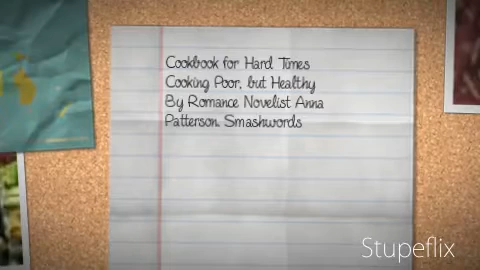 Cookbook for Hard Times
Cooking Poor, but Healthy
By Romance Novelist Anna
Patterson. Smashwords
Stupeflix